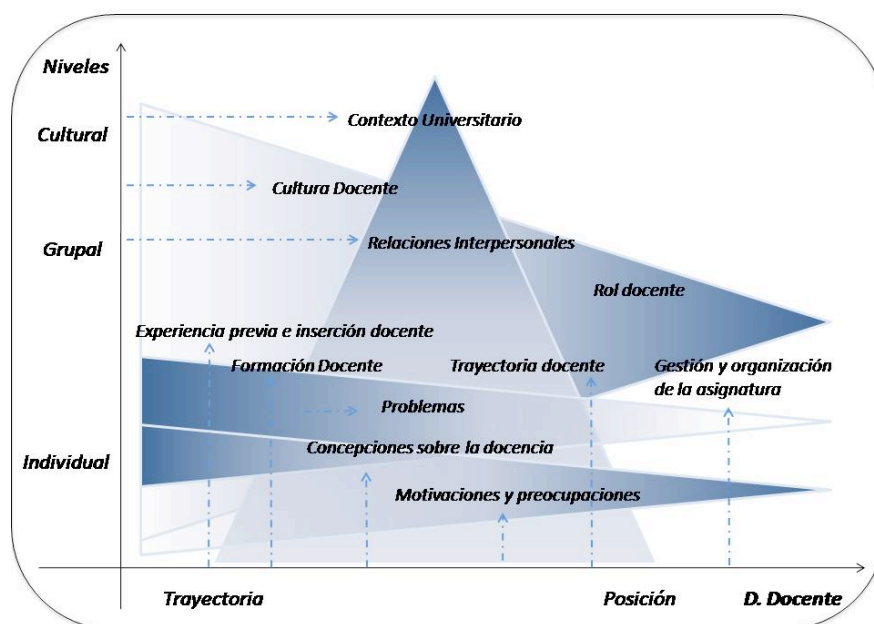 Niveles
Contexto Universitario
Cultural
Cultura Docente
Grupal
Relaciones Interpersonales
Rol docente
Experiencia previa e inserción docente
Formación Docente
Trayectoria docente
Gestión y organización
de la asignatura
Problemas
Concepciones sobre la docencia
Individual
Motivaciones y preocupaciones
Trayectoria
Posición
D. Docente